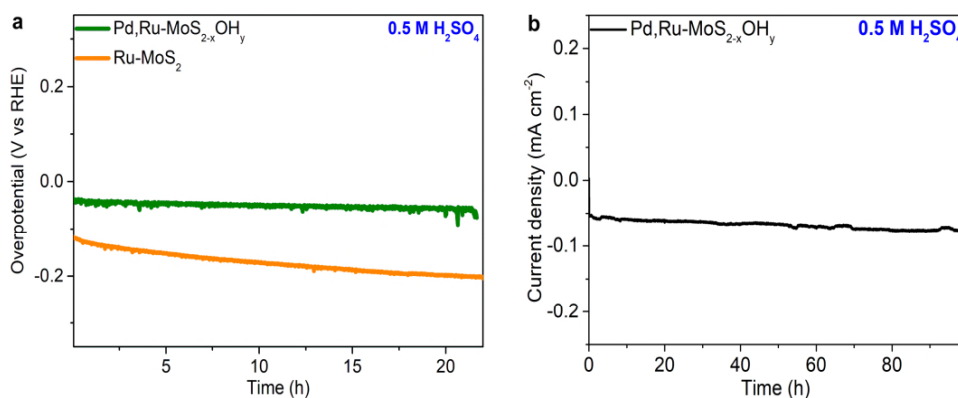 a
Pd,Ru-MoS₂₋ₓOHᵧ
Ru-MoS₂
0.5 M H₂SO₄
Overpotential (V vs RHE)
0.2
0.0
-0.2
5
10
15
20
Time (h)
b
Pd,Ru-MoS₂₋ₓOHᵧ
0.5 M H₂SO₄
Current density (mA cm⁻²)
0.2
0.1
0.0
-0.1
-0.2
0
20
40
60
80
Time (h)